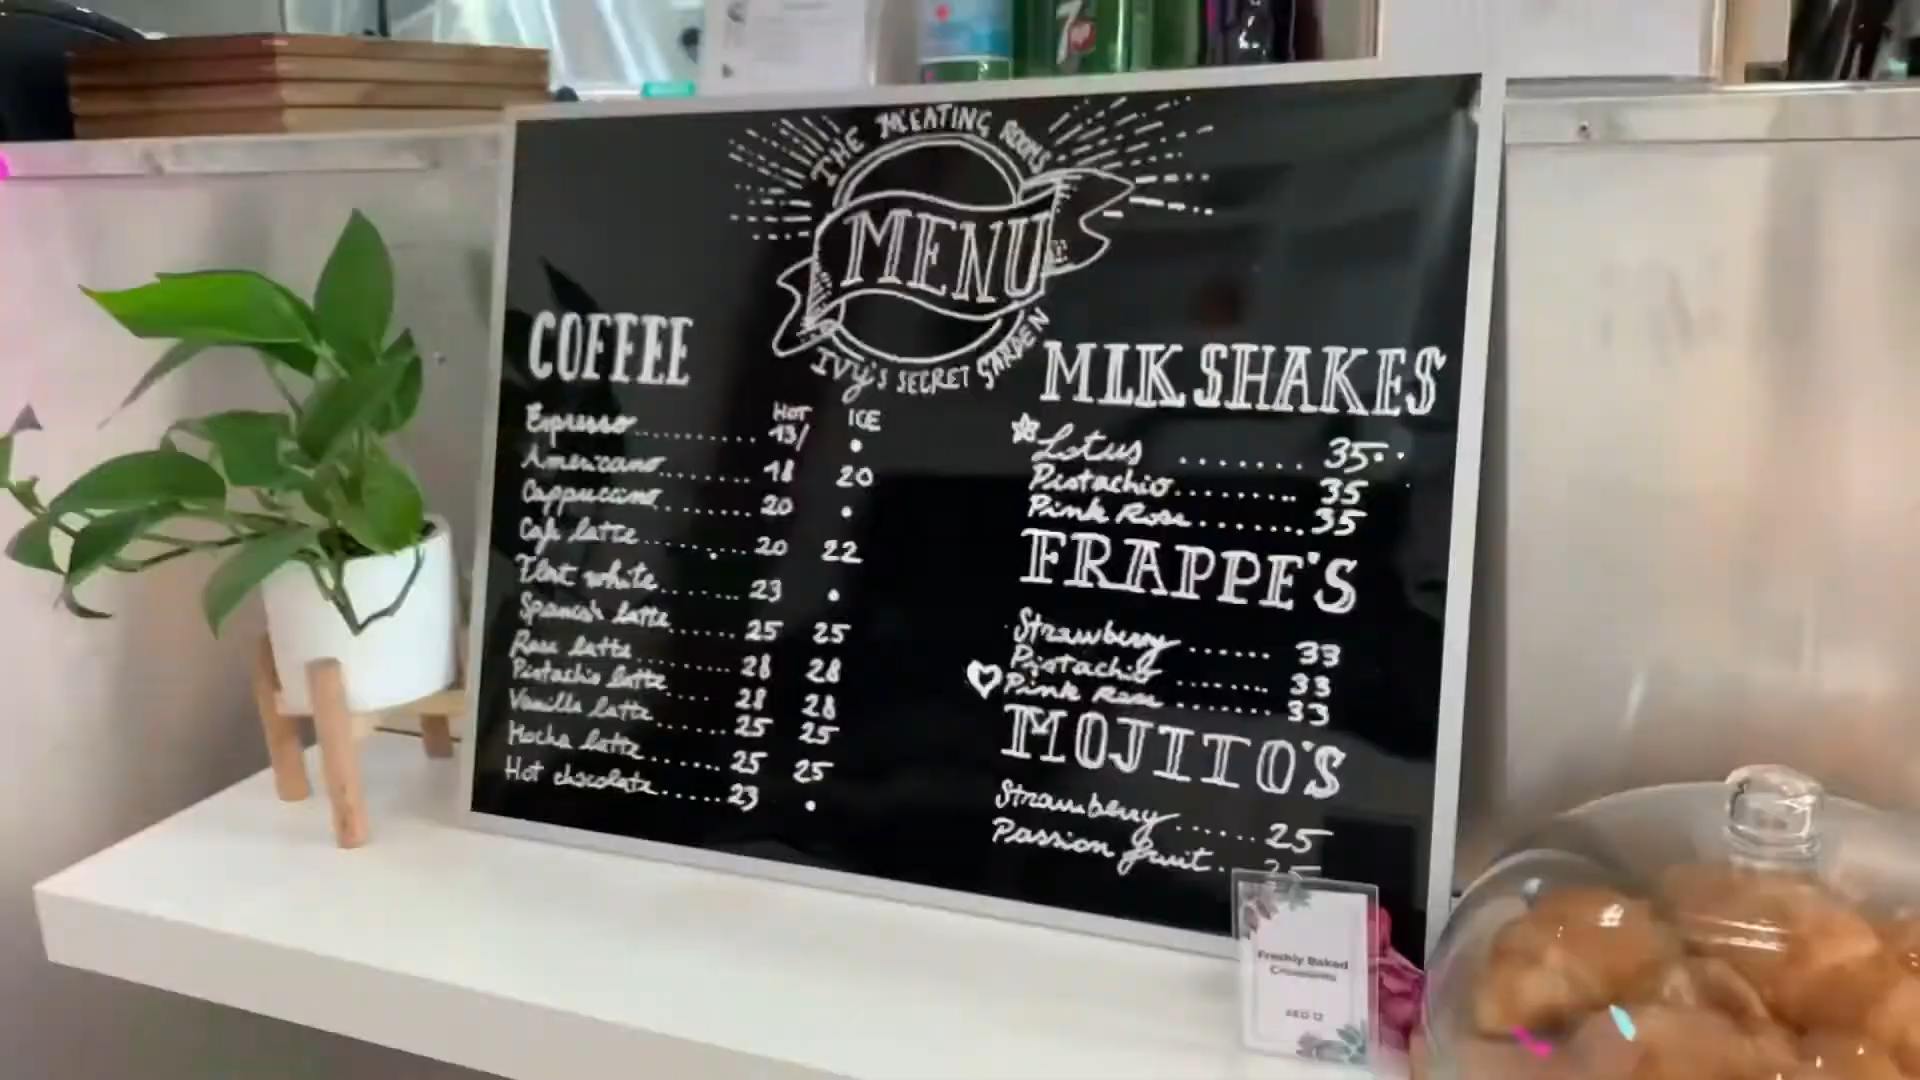 7up
THE M'EATING ROOMS
MENU
IVY'S SECRET GARDEN
COFFEE
HOT ICE
Espresso.......... 13/ •
Americano........ 18 20
Cappuccino........ 20 •
Cafe latte......... 20 22
Flat white....... 23 •
Spanish latte...... 25 25
Rose latte........ 28 28
Pistachio latte.... 28 28
Vanilla latte...... 25 25
Mocha latte....... 25 25
Hot chocolate..... 23 •
MILKSHAKES
Lotus ....... 35
Pistachio......... 35
Pink Rose........ 35
FRAPPE'S
Strawberry ...... 33
Pistachio ....... 33
Pink Rose ....... 33
MOJITO'S
Strawberry ...... 25
Passion fruit. 25
Freshly Baked
Croissants
AED 12